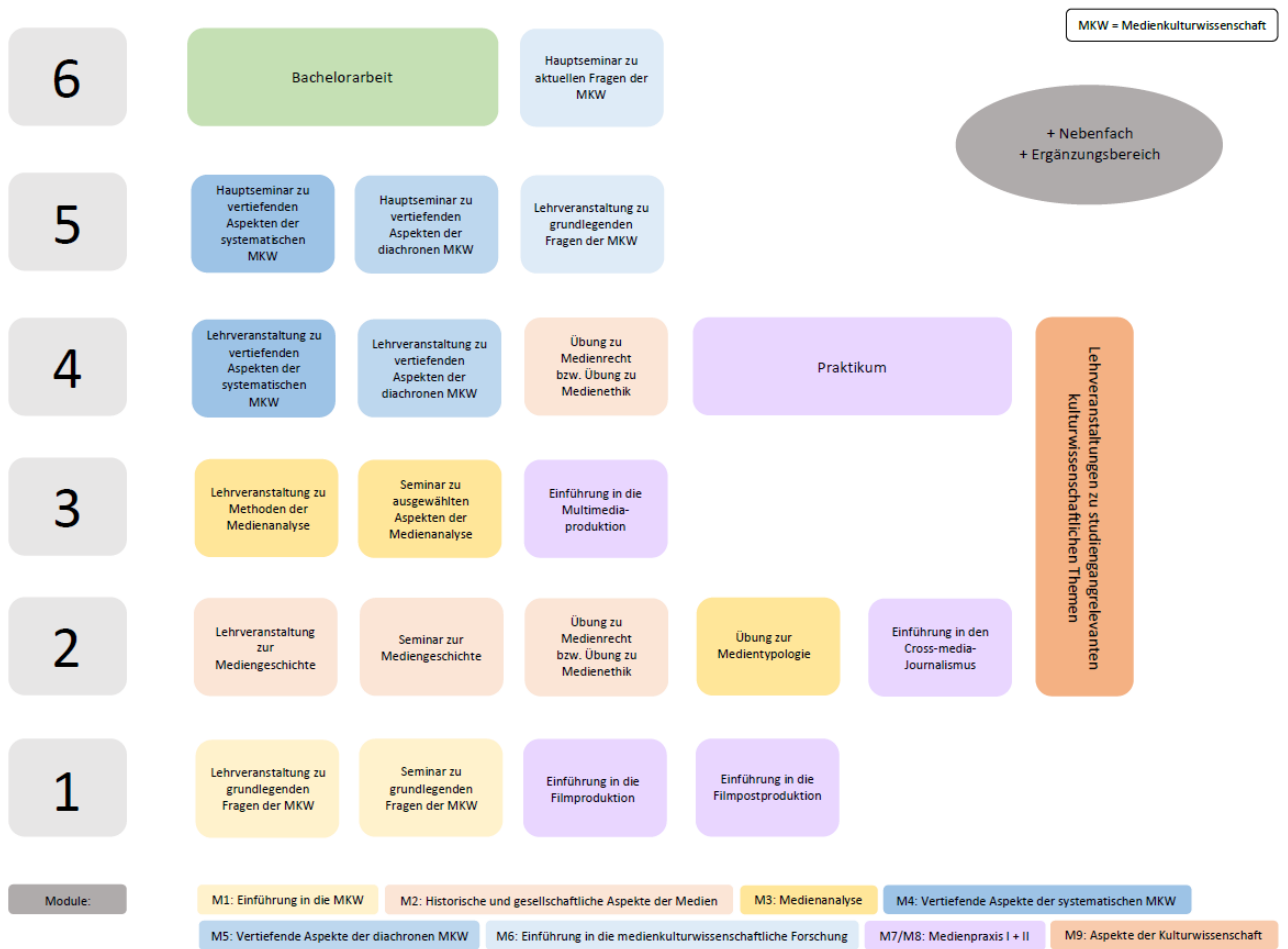 MKW = Medienkulturwissenschaft
6
Bachelorarbeit
Hauptseminar zu
aktuellen Fragen der
MKW
+ Nebenfach
+ Ergänzungsbereich
5
Hauptseminar zu
vertiefenden
Aspekten der
systematischen
MKW
Hauptseminar zu
vertiefenden
Aspekten der
diachronen MKW
Lehrveranstaltung zu
grundlegenden
Fragen der MKW
4
Lehrveranstaltung zu
vertiefenden
Aspekten der
systematischen
MKW
Lehrveranstaltung zu
vertiefenden
Aspekten der
diachronen MKW
Übung zu
Medienrecht
bzw. Übung zu
Medienethik
Praktikum
Lehrveranstaltungen zu studiengangrelevanten
kulturwissenschaftlichen Themen
3
Lehrveranstaltung zu
Methoden der
Medienanalyse
Seminar zu
ausgewählten
Aspekten der
Medienanalyse
Einführung in die
Multimedia-
produktion
2
Lehrveranstaltung
zur
Mediengeschichte
Seminar zur
Mediengeschichte
Übung zu
Medienrecht
bzw. Übung zu
Medienethik
Übung zur
Medientypologie
Einführung in den
Cross-media-
Journalismus
1
Lehrveranstaltung zu
grundlegenden
Fragen der MKW
Seminar zu
grundlegenden
Fragen der MKW
Einführung in die
Filmproduktion
Einführung in die
Filmpostproduktion
Module:
M1: Einführung in die MKW
M2: Historische und gesellschaftliche Aspekte der Medien
M3: Medienanalyse
M4: Vertiefende Aspekte der systematischen MKW
M5: Vertiefende Aspekte der diachronen MKW
M6: Einführung in die medienkulturwissenschaftliche Forschung
M7/M8: Medienpraxis I + II
M9: Aspekte der Kulturwissenschaft